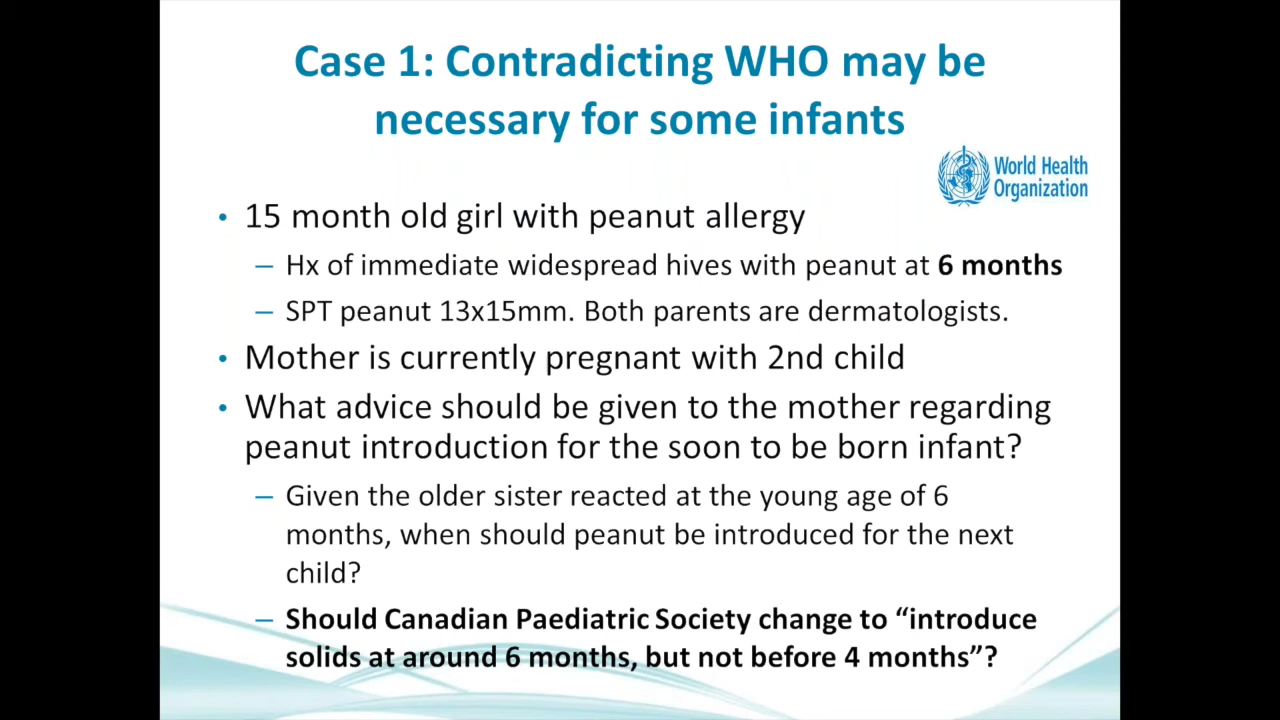 Case 1: Contradicting WHO may be
necessary for some infants
World Health
Organization
• 15 month old girl with peanut allergy
– Hx of immediate widespread hives with peanut at 6 months
– SPT peanut 13x15mm. Both parents are dermatologists.
• Mother is currently pregnant with 2nd child
• What advice should be given to the mother regarding
peanut introduction for the soon to be born infant?
– Given the older sister reacted at the young age of 6
months, when should peanut be introduced for the next
child?
– Should Canadian Paediatric Society change to “introduce
solids at around 6 months, but not before 4 months”?